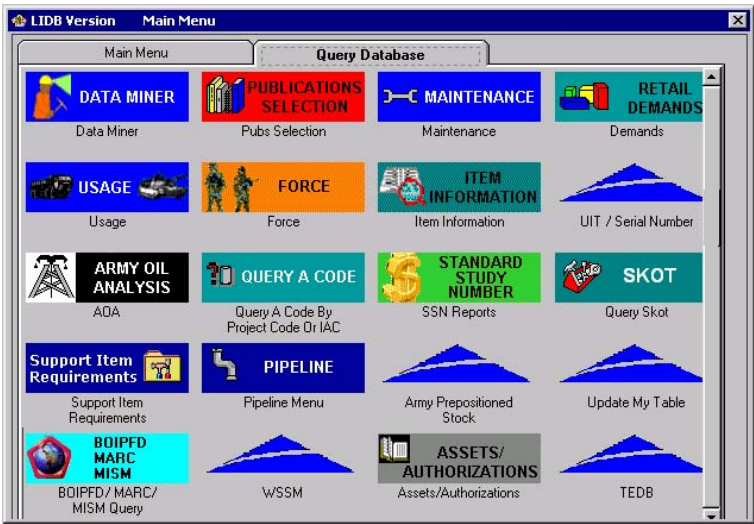 LIDB Version Main Menu
Main Menu
Query Database
DATA MINER
Data Miner
PUBLICATIONS
SELECTION
Pubs Selection
MAINTENANCE
Maintenance
RETAIL
DEMANDS
Demands
USAGE
Usage
FORCE
Force
ITEM
INFORMATION
Item Information
UIT / Serial Number
ARMY OIL
ANALYSIS
AOA
QUERY A CODE
Query A Code By
Project Code Or IAC
STANDARD
STUDY
NUMBER
SSN Reports
SKOT
Query Skot
Support Item
Requirements
Support Item
Requirements
PIPELINE
Pipeline Menu
Army Prepositioned
Stock
Update My Table
BOIPFD
MARC
MISM
BOIPFD/ MARC/
MISM Query
WSSM
ASSETS/
AUTHORIZATIONS
Assets/Authorizations
TEDB